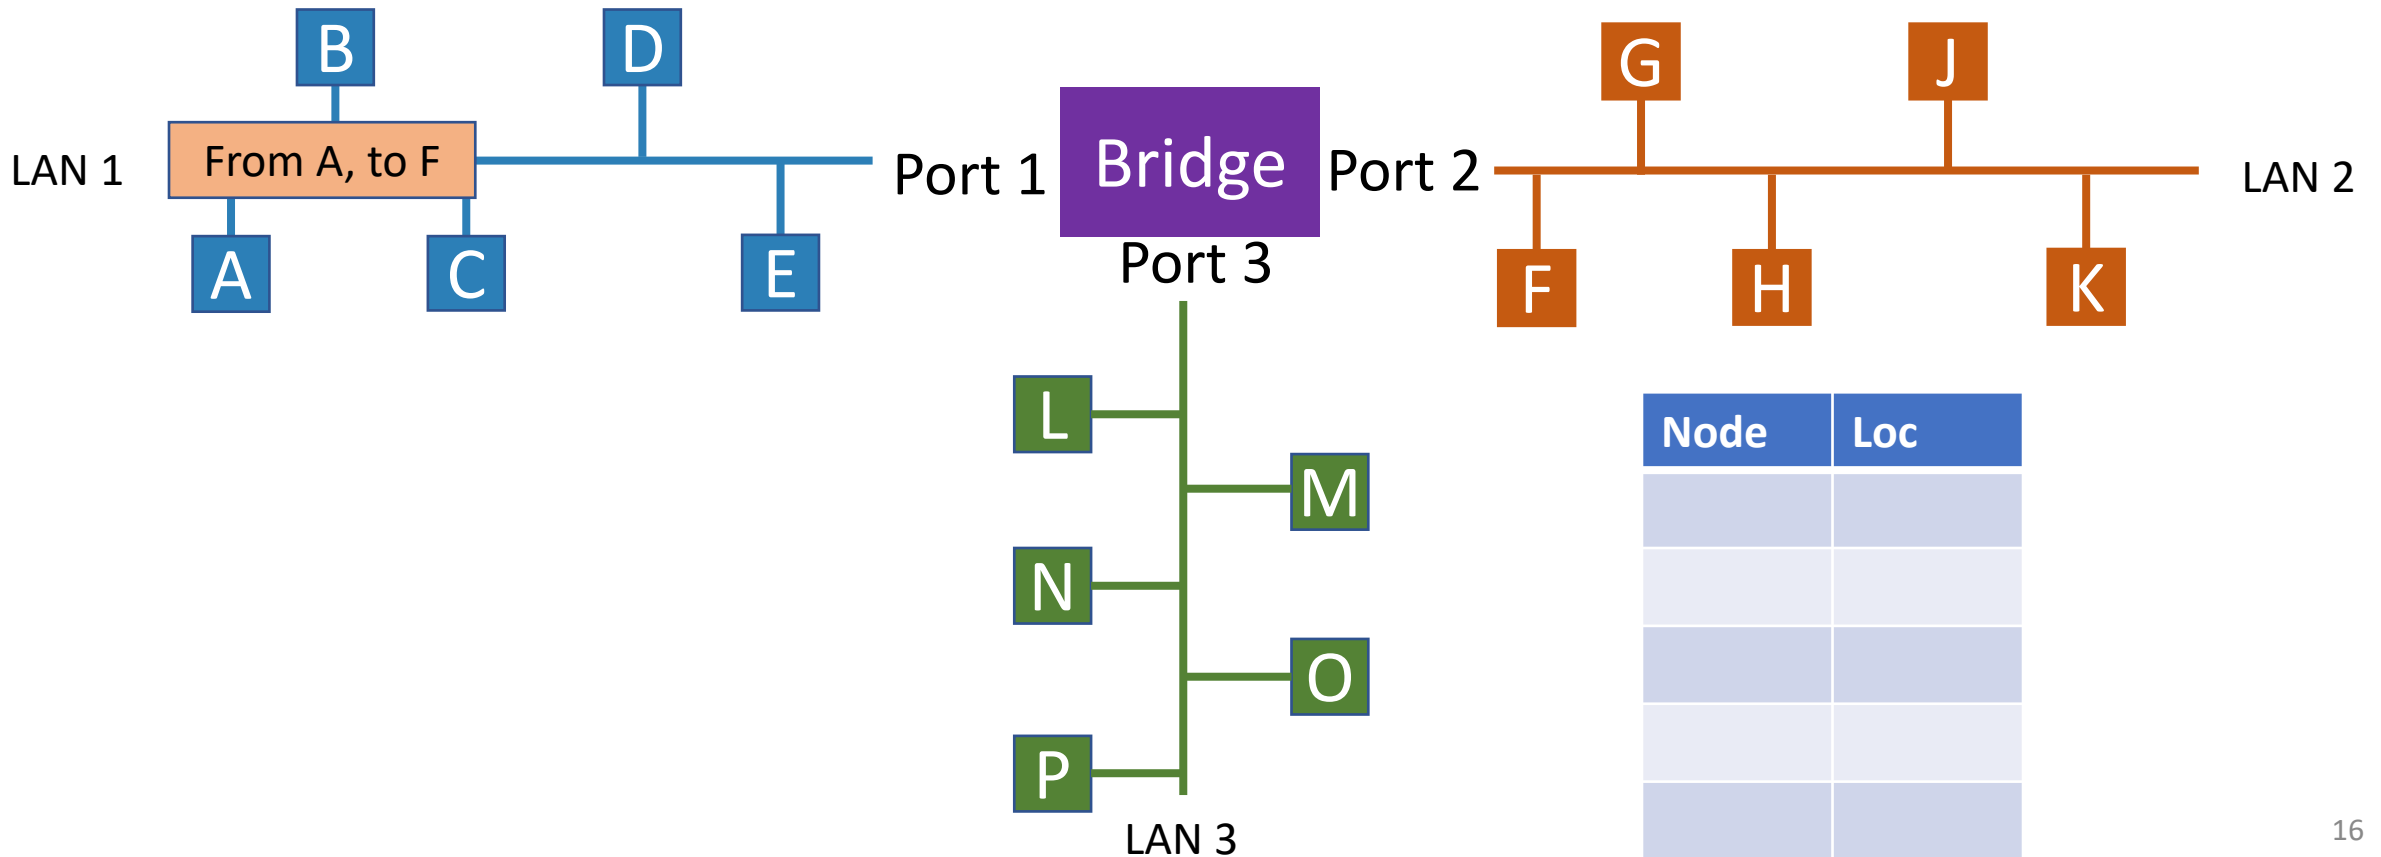 B
D
G
J
LAN 1
From A, to F
Port 1
Bridge
Port 2
LAN 2
A
C
E
Port 3
F
H
K
L
M
N
O
P
LAN 3
Node Loc
16